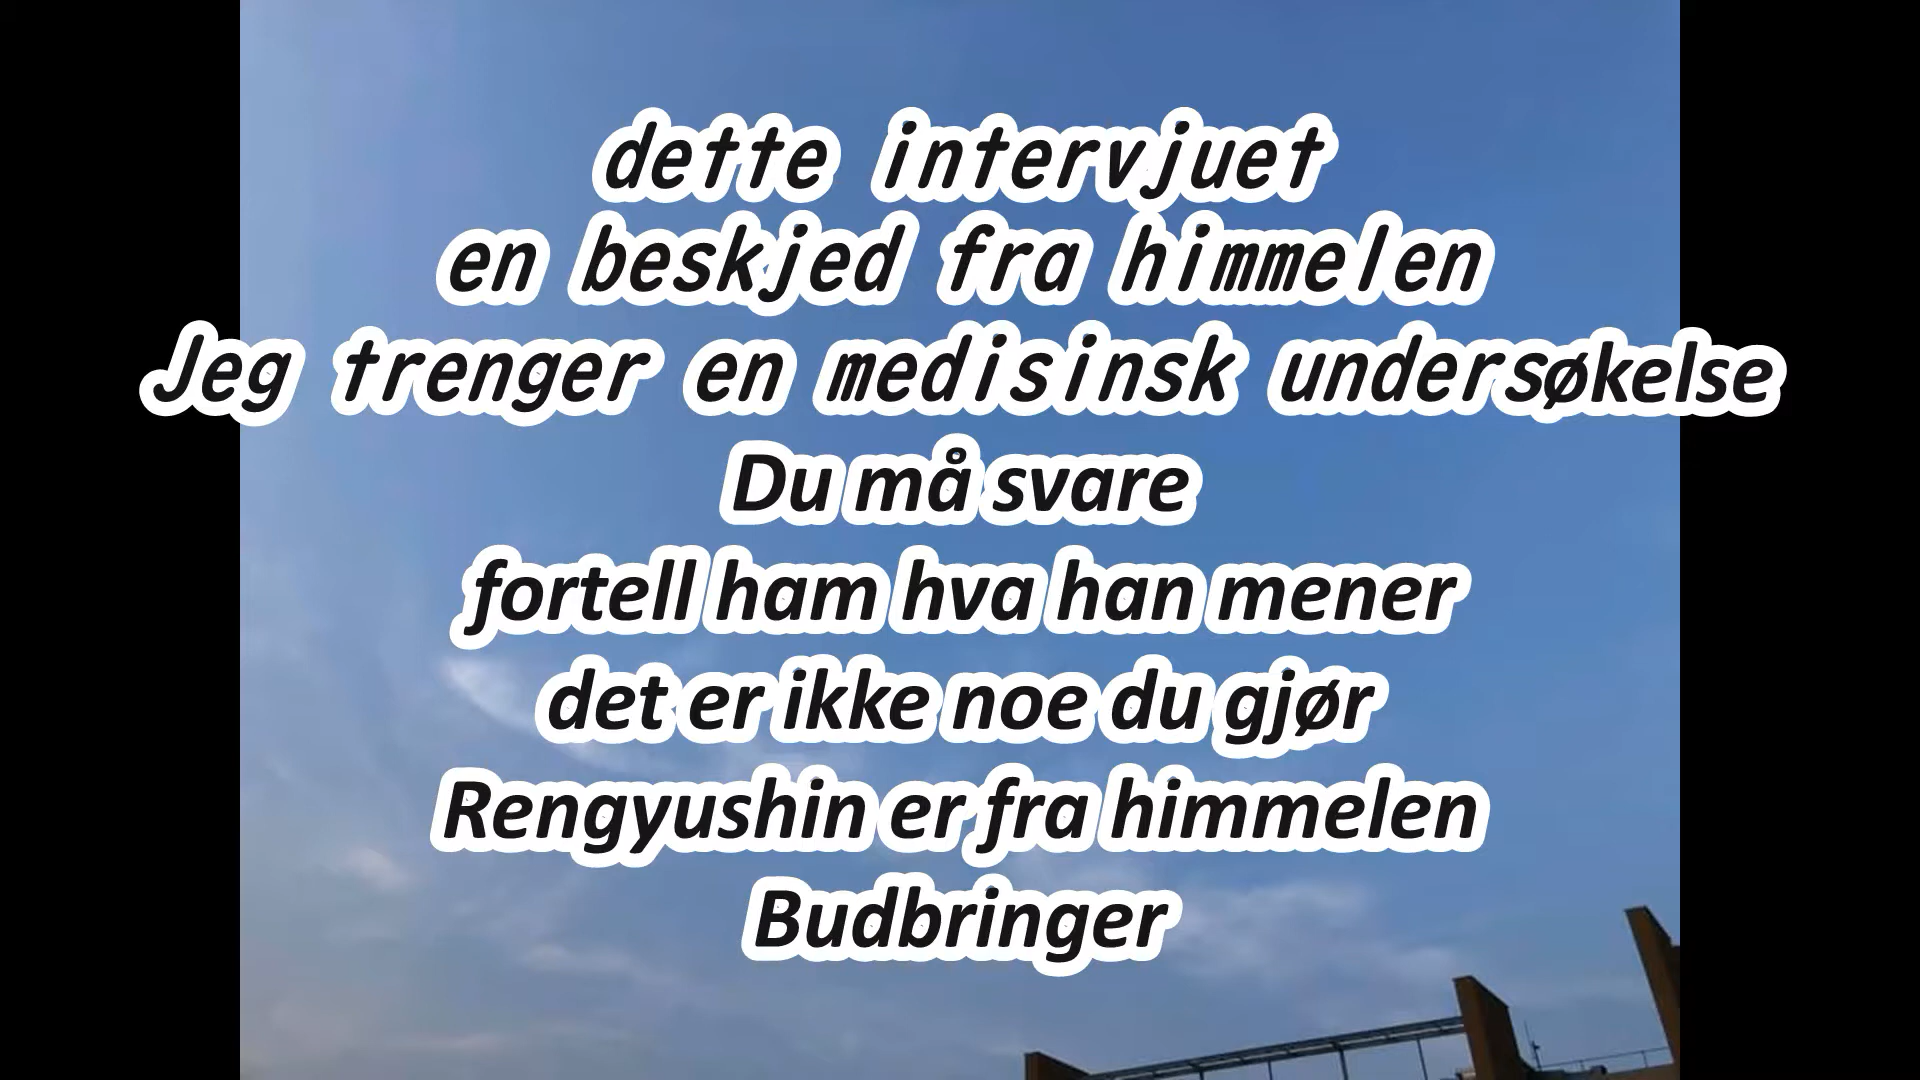 dette intervjuet
en beskjed fra himmelen
Jeg trenger en medisinsk undersøkelse
Du må svare
fortell ham hva han mener
det er ikke noe du gjør
Rengyushin er fra himmelen
Budbringer